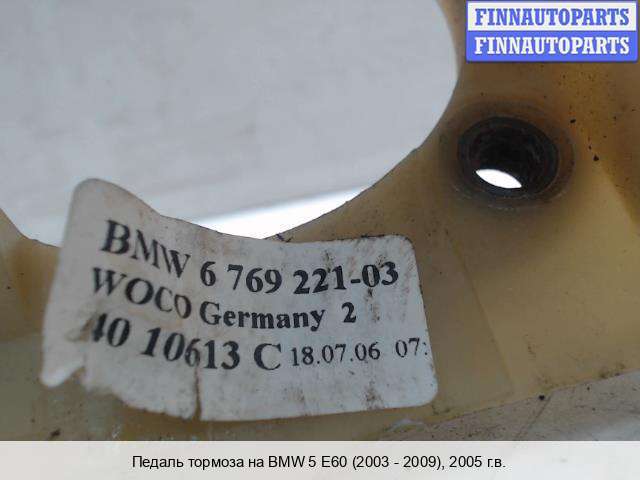 FINNAUTOPARTS
FINNAUTOPARTS
BMW 6 769 221-03
WOCO Germany 2
40 10613 C 18.07.06 07:
Педаль тормоза на BMW 5 E60 (2003 - 2009), 2005 г.в.